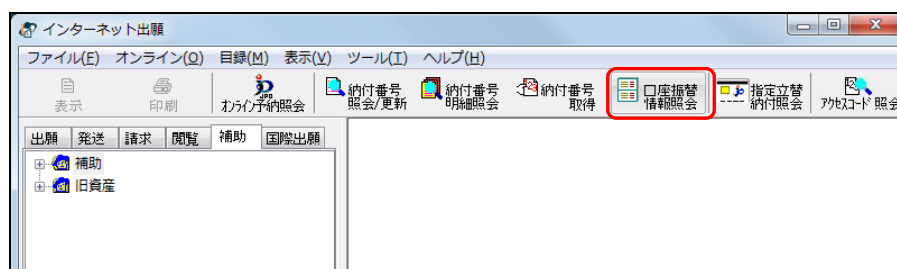 インターネット出願
ファイル(F) オンライン(O) 目録(M) 表示(V) ツール(T) ヘルプ(H)
表示
印刷
オンライン予納照会
納付番号
照会/更新
納付番号
明細照会
納付番号
取得
口座振替
情報照会
指定立替
納付照会
アクセスコード照会
出願 発送 請求 閲覧 補助 国際出願
補助
旧資産